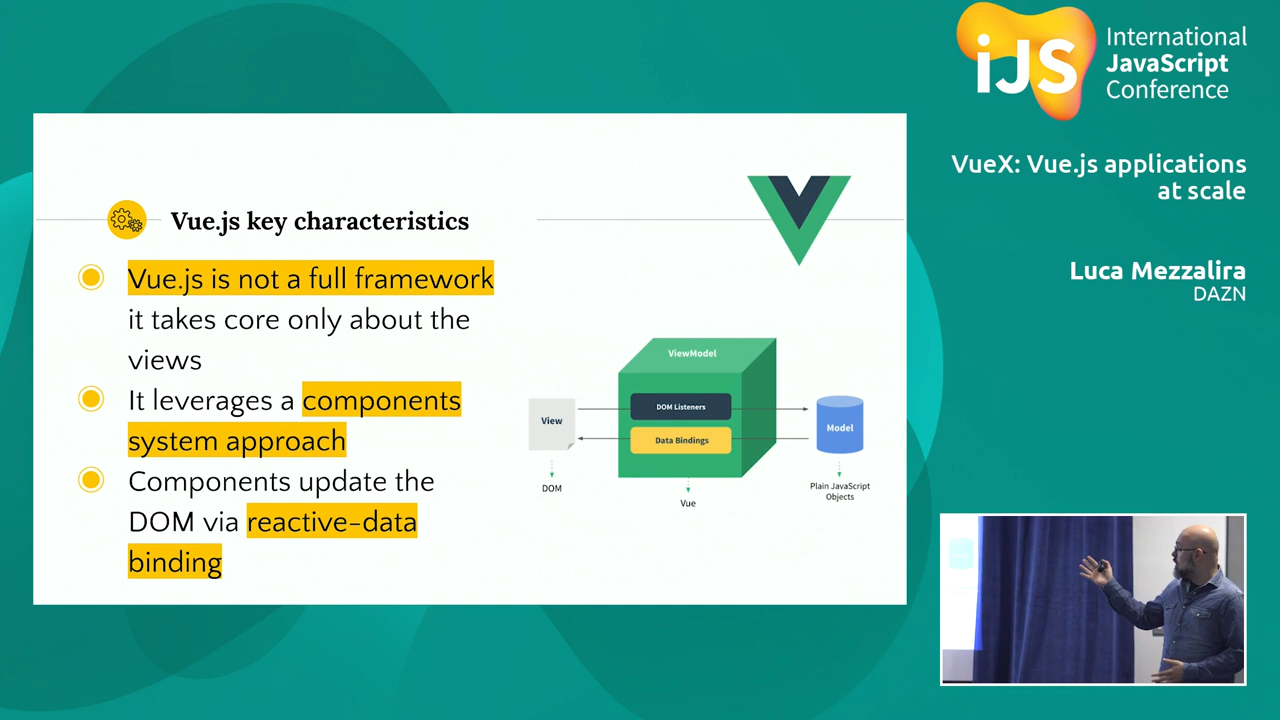 iJS
International
JavaScript
Conference
VueX: Vue.js applications
at scale
Luca Mezzalira
DAZN
Vue.js key characteristics
Vue.js is not a full framework
it takes core only about the
views
It leverages a components
system approach
Components update the
DOM via reactive-data
binding
ViewModel
View
DOM Listeners
Data Bindings
Model
DOM
Vue
Plain JavaScript
Objects